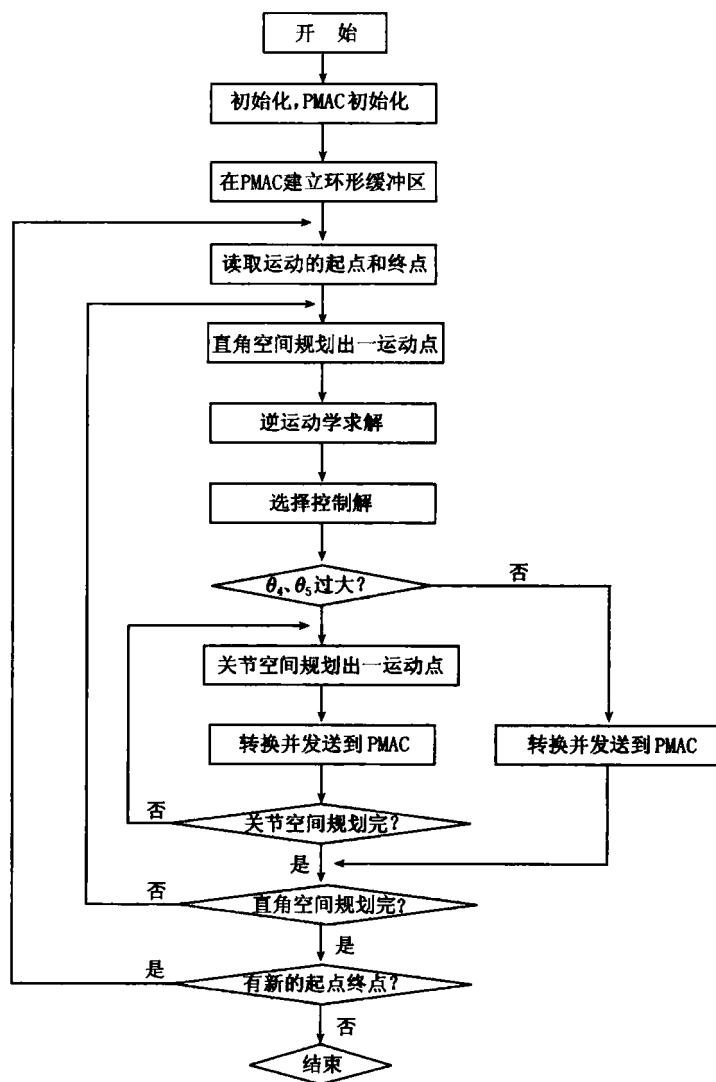 开 始
初始化,PMAC初始化
在PMAC建立环形缓冲区
读取运动的起点和终点
直角空间规划出一运动点
逆运动学求解
选择控制解
θ₄、θ₅过大?
否
关节空间规划出一运动点
转换并发送到PMAC
转换并发送到PMAC
否
关节空间规划完?
是
否
直角空间规划完?
是
是
有新的起点终点?
否
结束